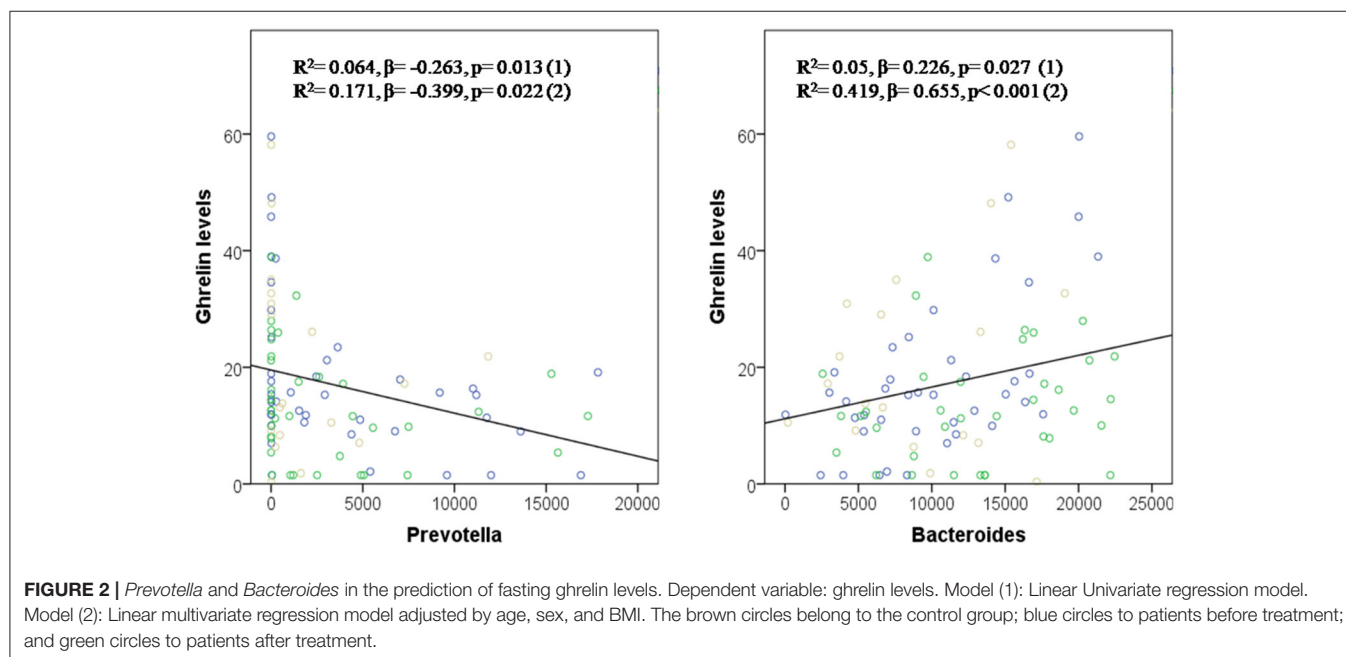 R²= 0.064, β= -0.263, p= 0.013 (1)
R²= 0.171, β= -0.399, p= 0.022 (2)
Ghrelin levels
60
40
20
0
0 5000 10000 15000 20000
Prevotella
R²= 0.05, β= 0.226, p= 0.027 (1)
R²= 0.419, β= 0.655, p< 0.001 (2)
Ghrelin levels
60
40
20
0
0 5000 10000 15000 20000 25000
Bacteroides
FIGURE 2 | Prevotella and Bacteroides in the prediction of fasting ghrelin levels. Dependent variable: ghrelin levels. Model (1): Linear Univariate regression model.
Model (2): Linear multivariate regression model adjusted by age, sex, and BMI. The brown circles belong to the control group; blue circles to patients before treatment;
and green circles to patients after treatment.